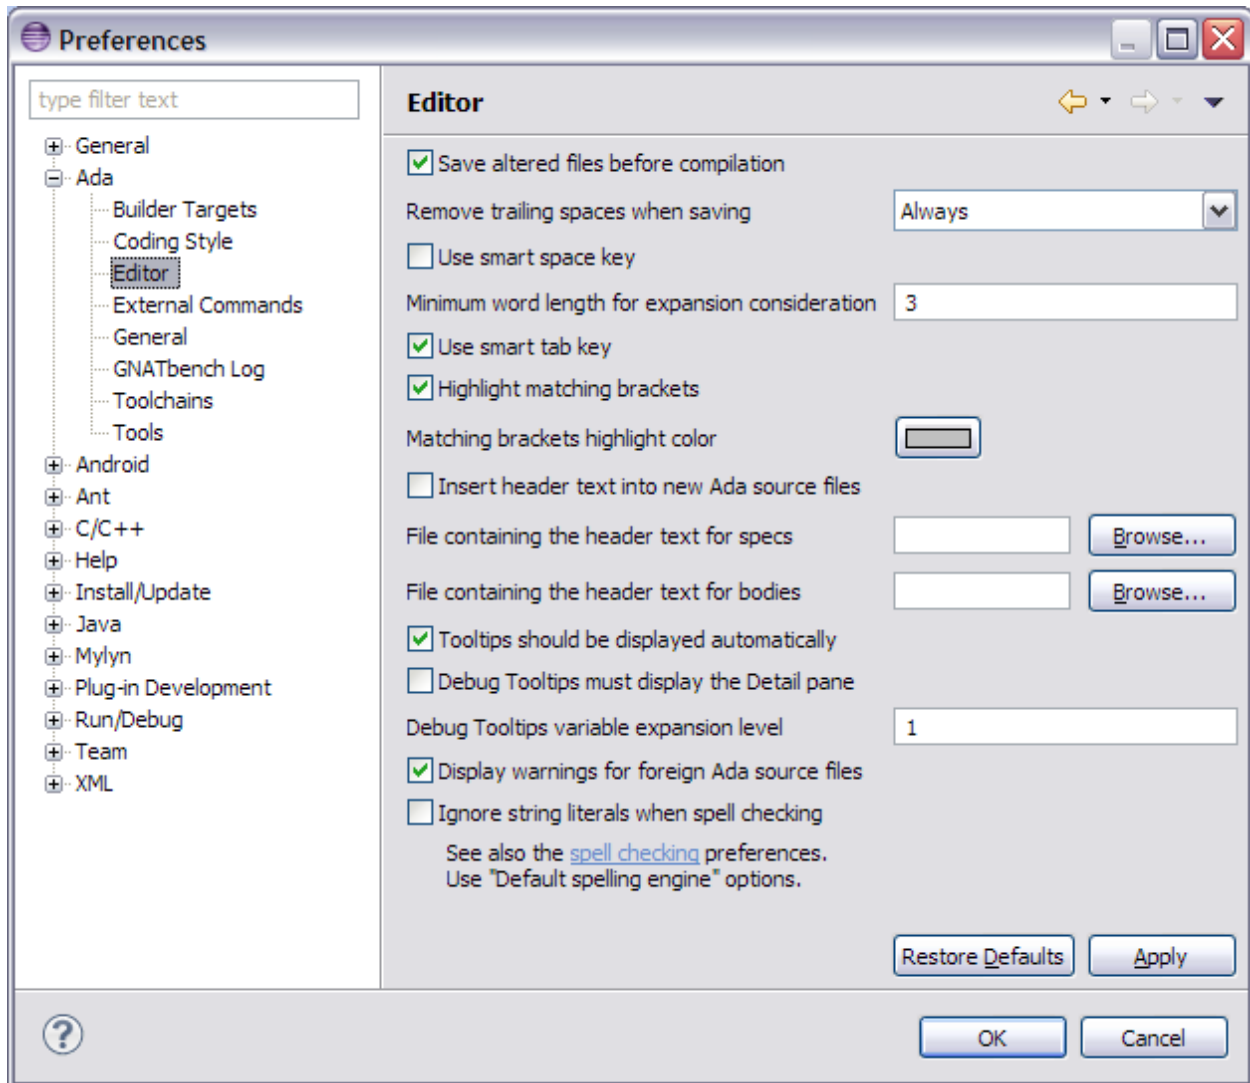 Preferences
type filter text
General
Ada
Builder Targets
Coding Style
Editor
External Commands
General
GNATbench Log
Toolchains
Tools
Android
Ant
C/C++
Help
Install/Update
Java
Mylyn
Plug-in Development
Run/Debug
Team
XML
Editor
Save altered files before compilation
Remove trailing spaces when saving Always
Use smart space key
Minimum word length for expansion consideration 3
Use smart tab key
Highlight matching brackets
Matching brackets highlight color
Insert header text into new Ada source files
File containing the header text for specs Browse...
File containing the header text for bodies Browse...
Tooltips should be displayed automatically
Debug Tooltips must display the Detail pane
Debug Tooltips variable expansion level 1
Display warnings for foreign Ada source files
Ignore string literals when spell checking
See also the spell checking preferences.
Use "Default spelling engine" options.
Restore Defaults Apply
? OK Cancel